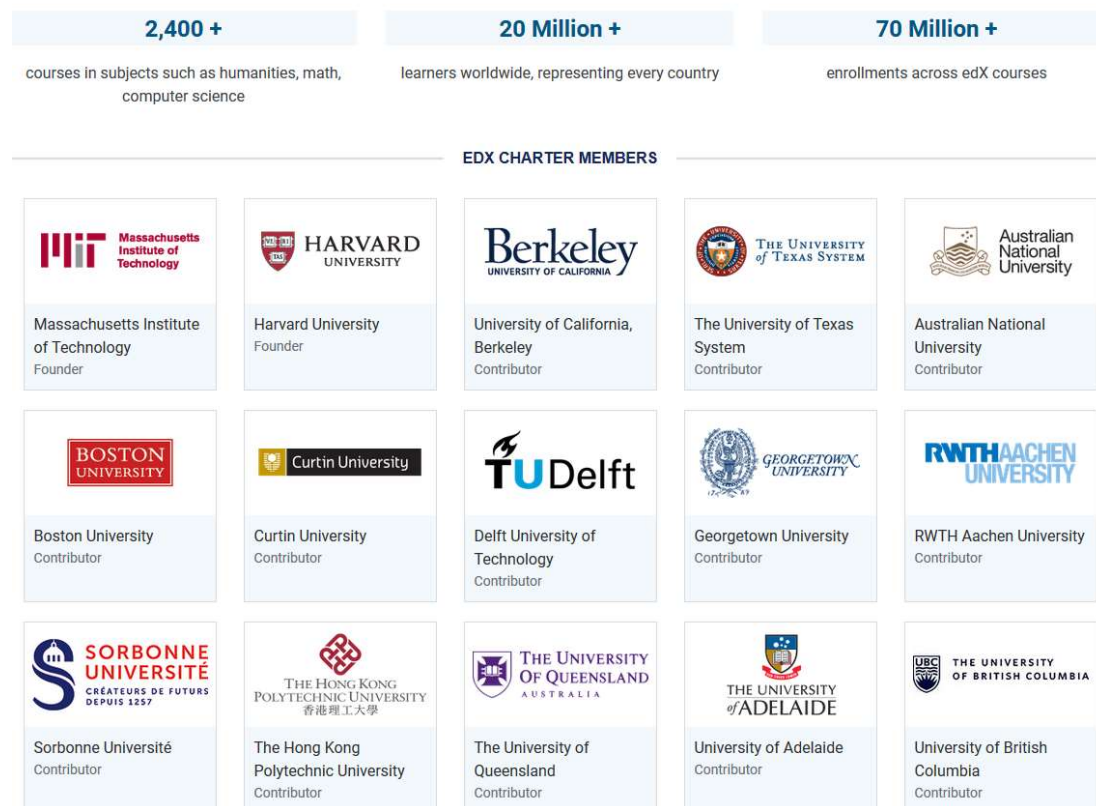 2,400 +
20 Million +
70 Million +
courses in subjects such as humanities, math,
computer science
learners worldwide, representing every country
enrollments across edX courses
EDX CHARTER MEMBERS
Massachusetts
Institute of
Technology
Massachusetts Institute
of Technology
Founder
VE RI
TAS
HARVARD
UNIVERSITY
Harvard University
Founder
Berkeley
UNIVERSITY OF CALIFORNIA
University of California,
Berkeley
Contributor
THE UNIVERSITY
of TEXAS SYSTEM
The University of Texas
System
Contributor
Australian
National
University
Australian National
University
Contributor
BOSTON
UNIVERSITY
Boston University
Contributor
Curtin University
Curtin University
Contributor
TUDelft
Delft University of
Technology
Contributor
GEORGETOWN
UNIVERSITY
Georgetown University
Contributor
RWTHAACHEN
UNIVERSITY
RWTH Aachen University
Contributor
SORBONNE
UNIVERSITÉ
CRÉATEURS DE FUTURS
DEPUIS 1257
Sorbonne Université
Contributor
THE HONG KONG
POLYTECHNIC UNIVERSITY
香港理工大學
The Hong Kong
Polytechnic University
Contributor
THE UNIVERSITY
OF QUEENSLAND
AUSTRALIA
The University of
Queensland
Contributor
THE UNIVERSITY
of ADELAIDE
University of Adelaide
Contributor
UBC
THE UNIVERSITY
OF BRITISH COLUMBIA
University of British
Columbia
Contributor